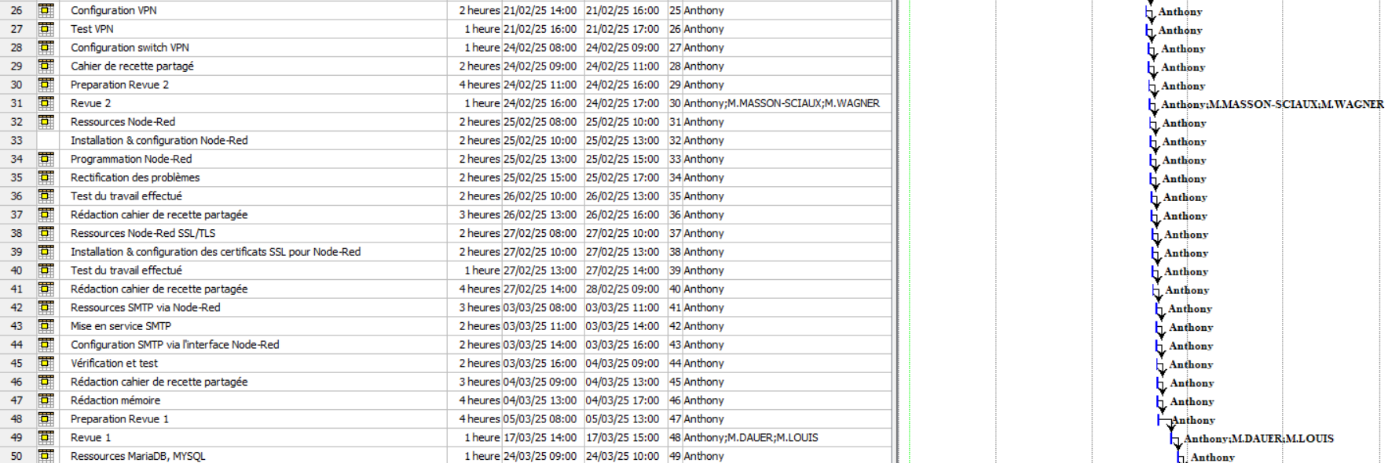 26 Configuration VPN 2 heures 21/02/25 14:00 21/02/25 16:00 25 Anthony Anthony
27 Test VPN 1 heure 21/02/25 16:00 21/02/25 17:00 26 Anthony Anthony
28 Configuration switch VPN 1 heure 24/02/25 08:00 24/02/25 09:00 27 Anthony Anthony
29 Cahier de recette partagé 2 heures 24/02/25 09:00 24/02/25 11:00 28 Anthony Anthony
30 Preparation Revue 2 4 heures 24/02/25 11:00 24/02/25 16:00 29 Anthony Anthony
31 Revue 2 1 heure 24/02/25 16:00 24/02/25 17:00 30 Anthony;M.MASSON-SCIAUX;M.WAGNER Anthony;M.MASSON-SCIAUX;M.WAGNER
32 Ressources Node-Red 2 heures 25/02/25 08:00 25/02/25 10:00 31 Anthony Anthony
33 Installation & configuration Node-Red 2 heures 25/02/25 10:00 25/02/25 13:00 32 Anthony Anthony
34 Programmation Node-Red 2 heures 25/02/25 13:00 25/02/25 15:00 33 Anthony Anthony
35 Rectification des problèmes 2 heures 25/02/25 15:00 25/02/25 17:00 34 Anthony Anthony
36 Test du travail effectué 2 heures 26/02/25 10:00 26/02/25 13:00 35 Anthony Anthony
37 Rédaction cahier de recette partagée 3 heures 26/02/25 13:00 26/02/25 16:00 36 Anthony Anthony
38 Ressources Node-Red SSL/TLS 2 heures 27/02/25 08:00 27/02/25 10:00 37 Anthony Anthony
39 Installation & configuration des certificats SSL pour Node-Red 2 heures 27/02/25 10:00 27/02/25 13:00 38 Anthony Anthony
40 Test du travail effectué 1 heure 27/02/25 13:00 27/02/25 14:00 39 Anthony Anthony
41 Rédaction cahier de recette partagée 4 heures 27/02/25 14:00 28/02/25 09:00 40 Anthony Anthony
42 Ressources SMTP via Node-Red 3 heures 03/03/25 08:00 03/03/25 11:00 41 Anthony Anthony
43 Mise en service SMTP 2 heures 03/03/25 11:00 03/03/25 14:00 42 Anthony Anthony
44 Configuration SMTP via l'interface Node-Red 2 heures 03/03/25 14:00 03/03/25 16:00 43 Anthony Anthony
45 Vérification et test 2 heures 03/03/25 16:00 04/03/25 09:00 44 Anthony Anthony
46 Rédaction cahier de recette partagée 3 heures 04/03/25 09:00 04/03/25 13:00 45 Anthony Anthony
47 Rédaction mémoire 4 heures 04/03/25 13:00 04/03/25 17:00 46 Anthony Anthony
48 Preparation Revue 1 4 heures 05/03/25 08:00 05/03/25 13:00 47 Anthony Anthony
49 Revue 1 1 heure 17/03/25 14:00 17/03/25 15:00 48 Anthony;M.DAUER;M.LOUIS Anthony;M.DAUER;M.LOUIS
50 Ressources MariaDB, MYSQL 1 heure 24/03/25 09:00 24/03/25 10:00 49 Anthony Anthony